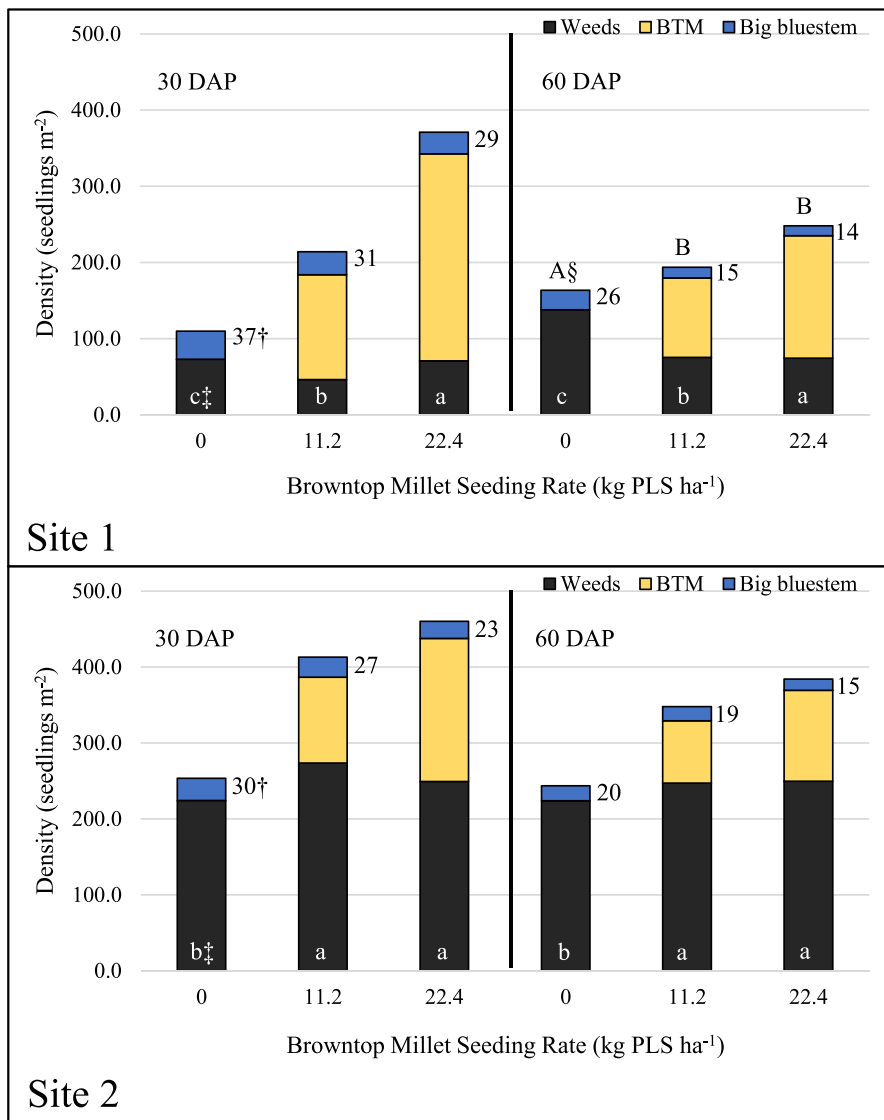 Weeds BTM Big bluestem
500.0
30 DAP 60 DAP
400.0
29
300.0
B
14
B
31
200.0
A§
15
26
37†
100.0
c‡ b a c b a
0.0
0 11.2 22.4 0 11.2 22.4
Density (seedlings m⁻²)
Browntop Millet Seeding Rate (kg PLS ha⁻¹)
Site 1
Weeds BTM Big bluestem
500.0
30 DAP 60 DAP
23
400.0
27
15
19
300.0
30†
20
200.0
100.0
b‡ a a b a a
0.0
0 11.2 22.4 0 11.2 22.4
Density (seedlings m⁻²)
Browntop Millet Seeding Rate (kg PLS ha⁻¹)
Site 2